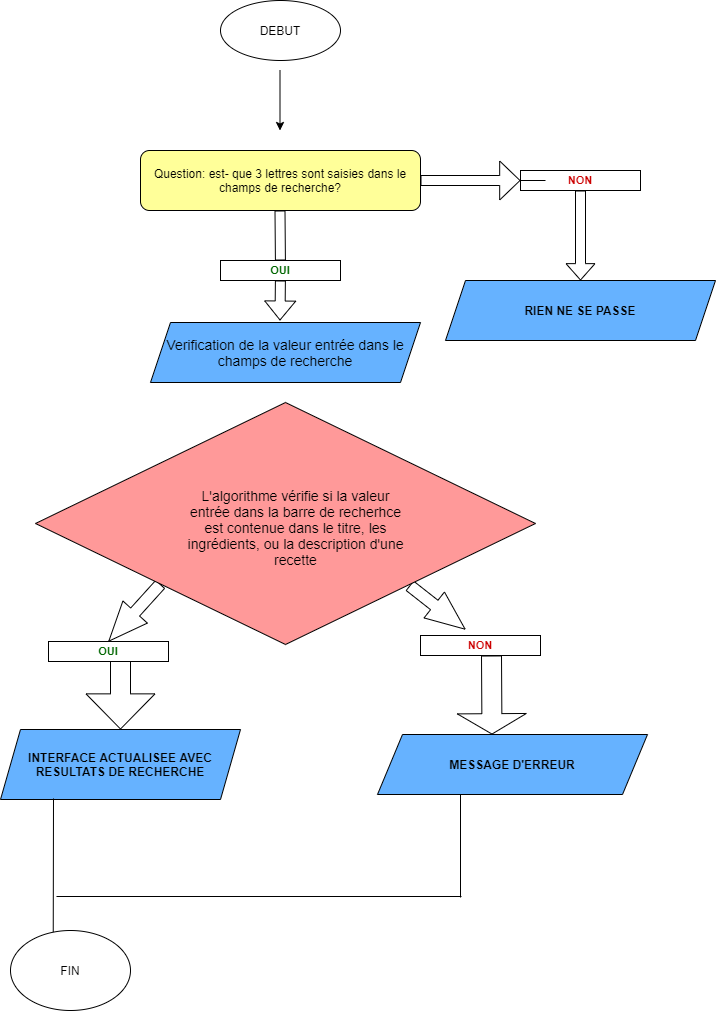 DEBUT
Question: est- que 3 lettres sont saisies dans le
champs de recherche?
NON
OUI
RIEN NE SE PASSE
Verification de la valeur entrée dans le
champs de recherche
L'algorithme vérifie si la valeur
entrée dans la barre de recherhce
est contenue dans le titre, les
ingrédients, ou la description d'une
recette
OUI
NON
INTERFACE ACTUALISEE AVEC
RESULTATS DE RECHERCHE
MESSAGE D'ERREUR
FIN